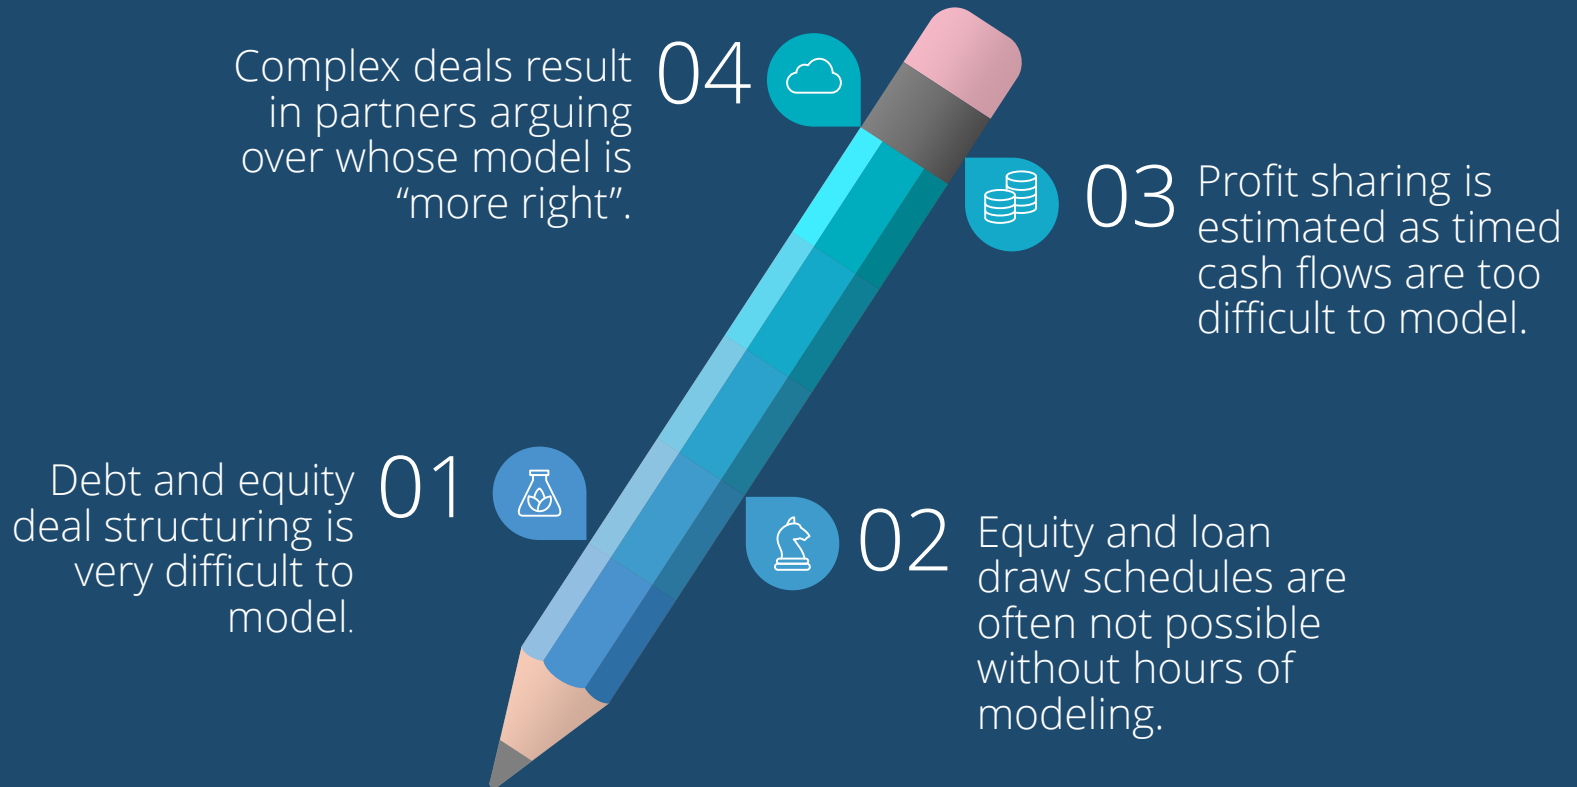 04
Complex deals result
in partners arguing
over whose model is
“more right”.
03
Profit sharing is
estimated as timed
cash flows are too
difficult to model.
01
Debt and equity
deal structuring is
very difficult to
model.
02
Equity and loan
draw schedules are
often not possible
without hours of
modeling.